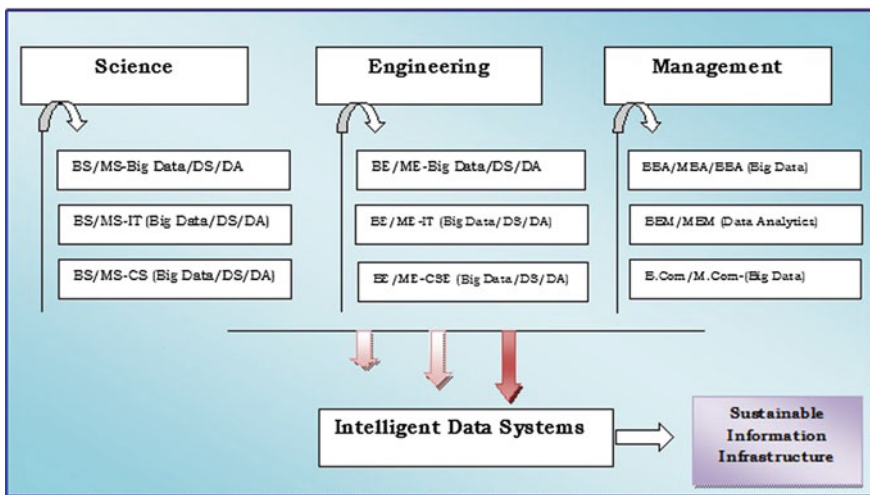 Science
Engineering
Management
BS/MS-Big Data/DS/DA
BE/ME-Big Data/DS/DA
BBA/MBA/BBA (Big Data)
BS/MS-IT (Big Data/DS/DA)
BE/ME-IT (Big Data/DS/DA)
BBM/MBM (Data Analytics)
BS/MS-CS (Big Data/DS/DA)
BE/ME-CSE (Big Data/DS/DA)
B.Com/M.Com-(Big Data)
Intelligent Data Systems
Sustainable
Information
Infrastructure